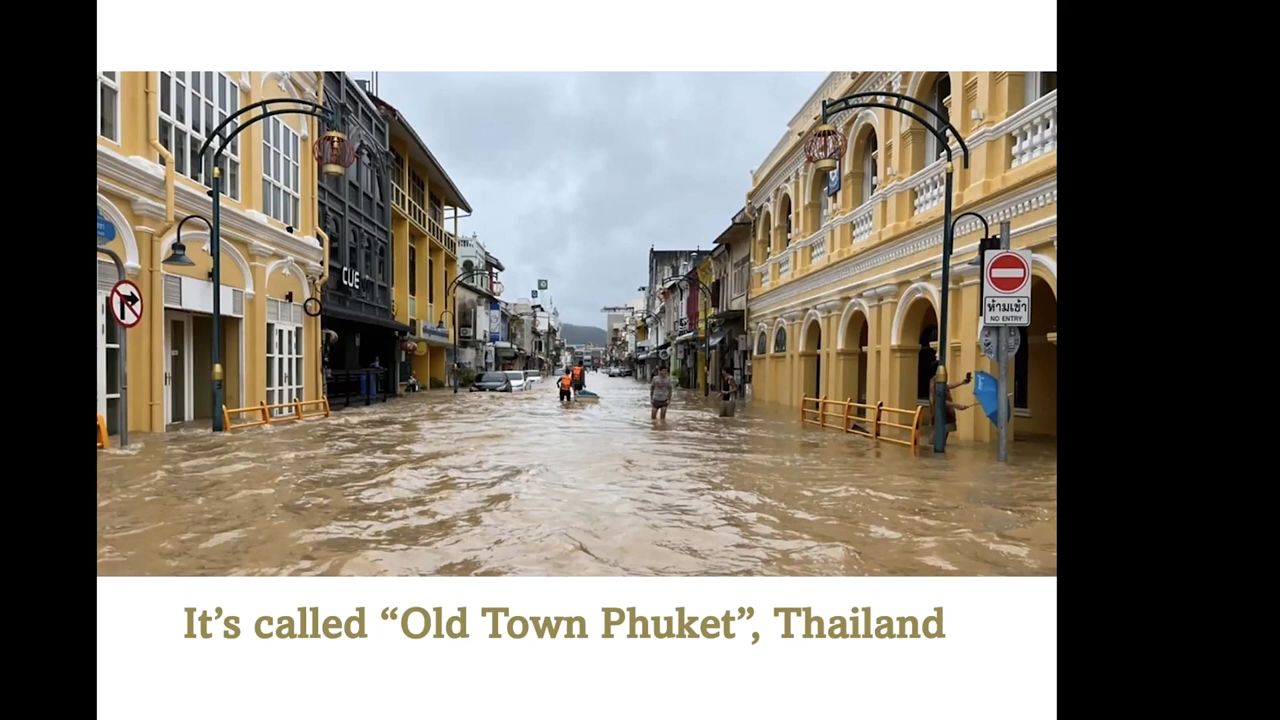 CUE
ห้ามเข้า
NO ENTRY
It's called “Old Town Phuket”, Thailand